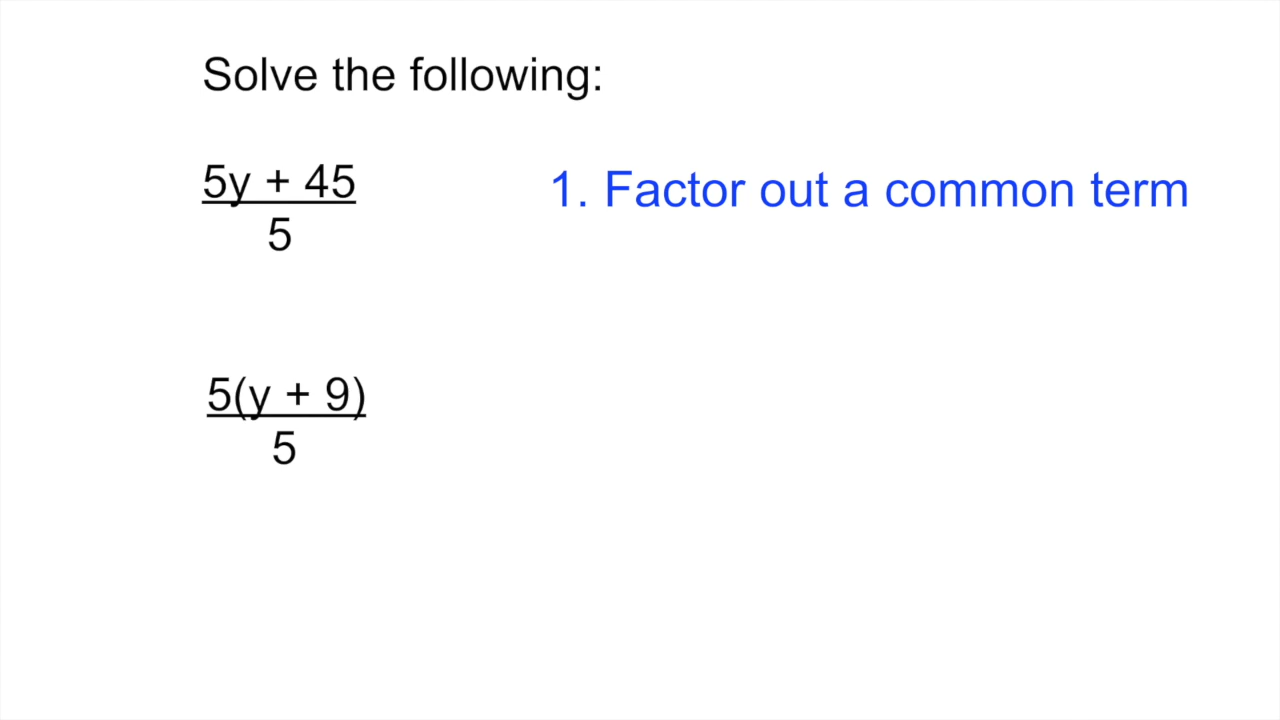 Solve the following:
5y + 45
5
1. Factor out a common term
5(y + 9)
5